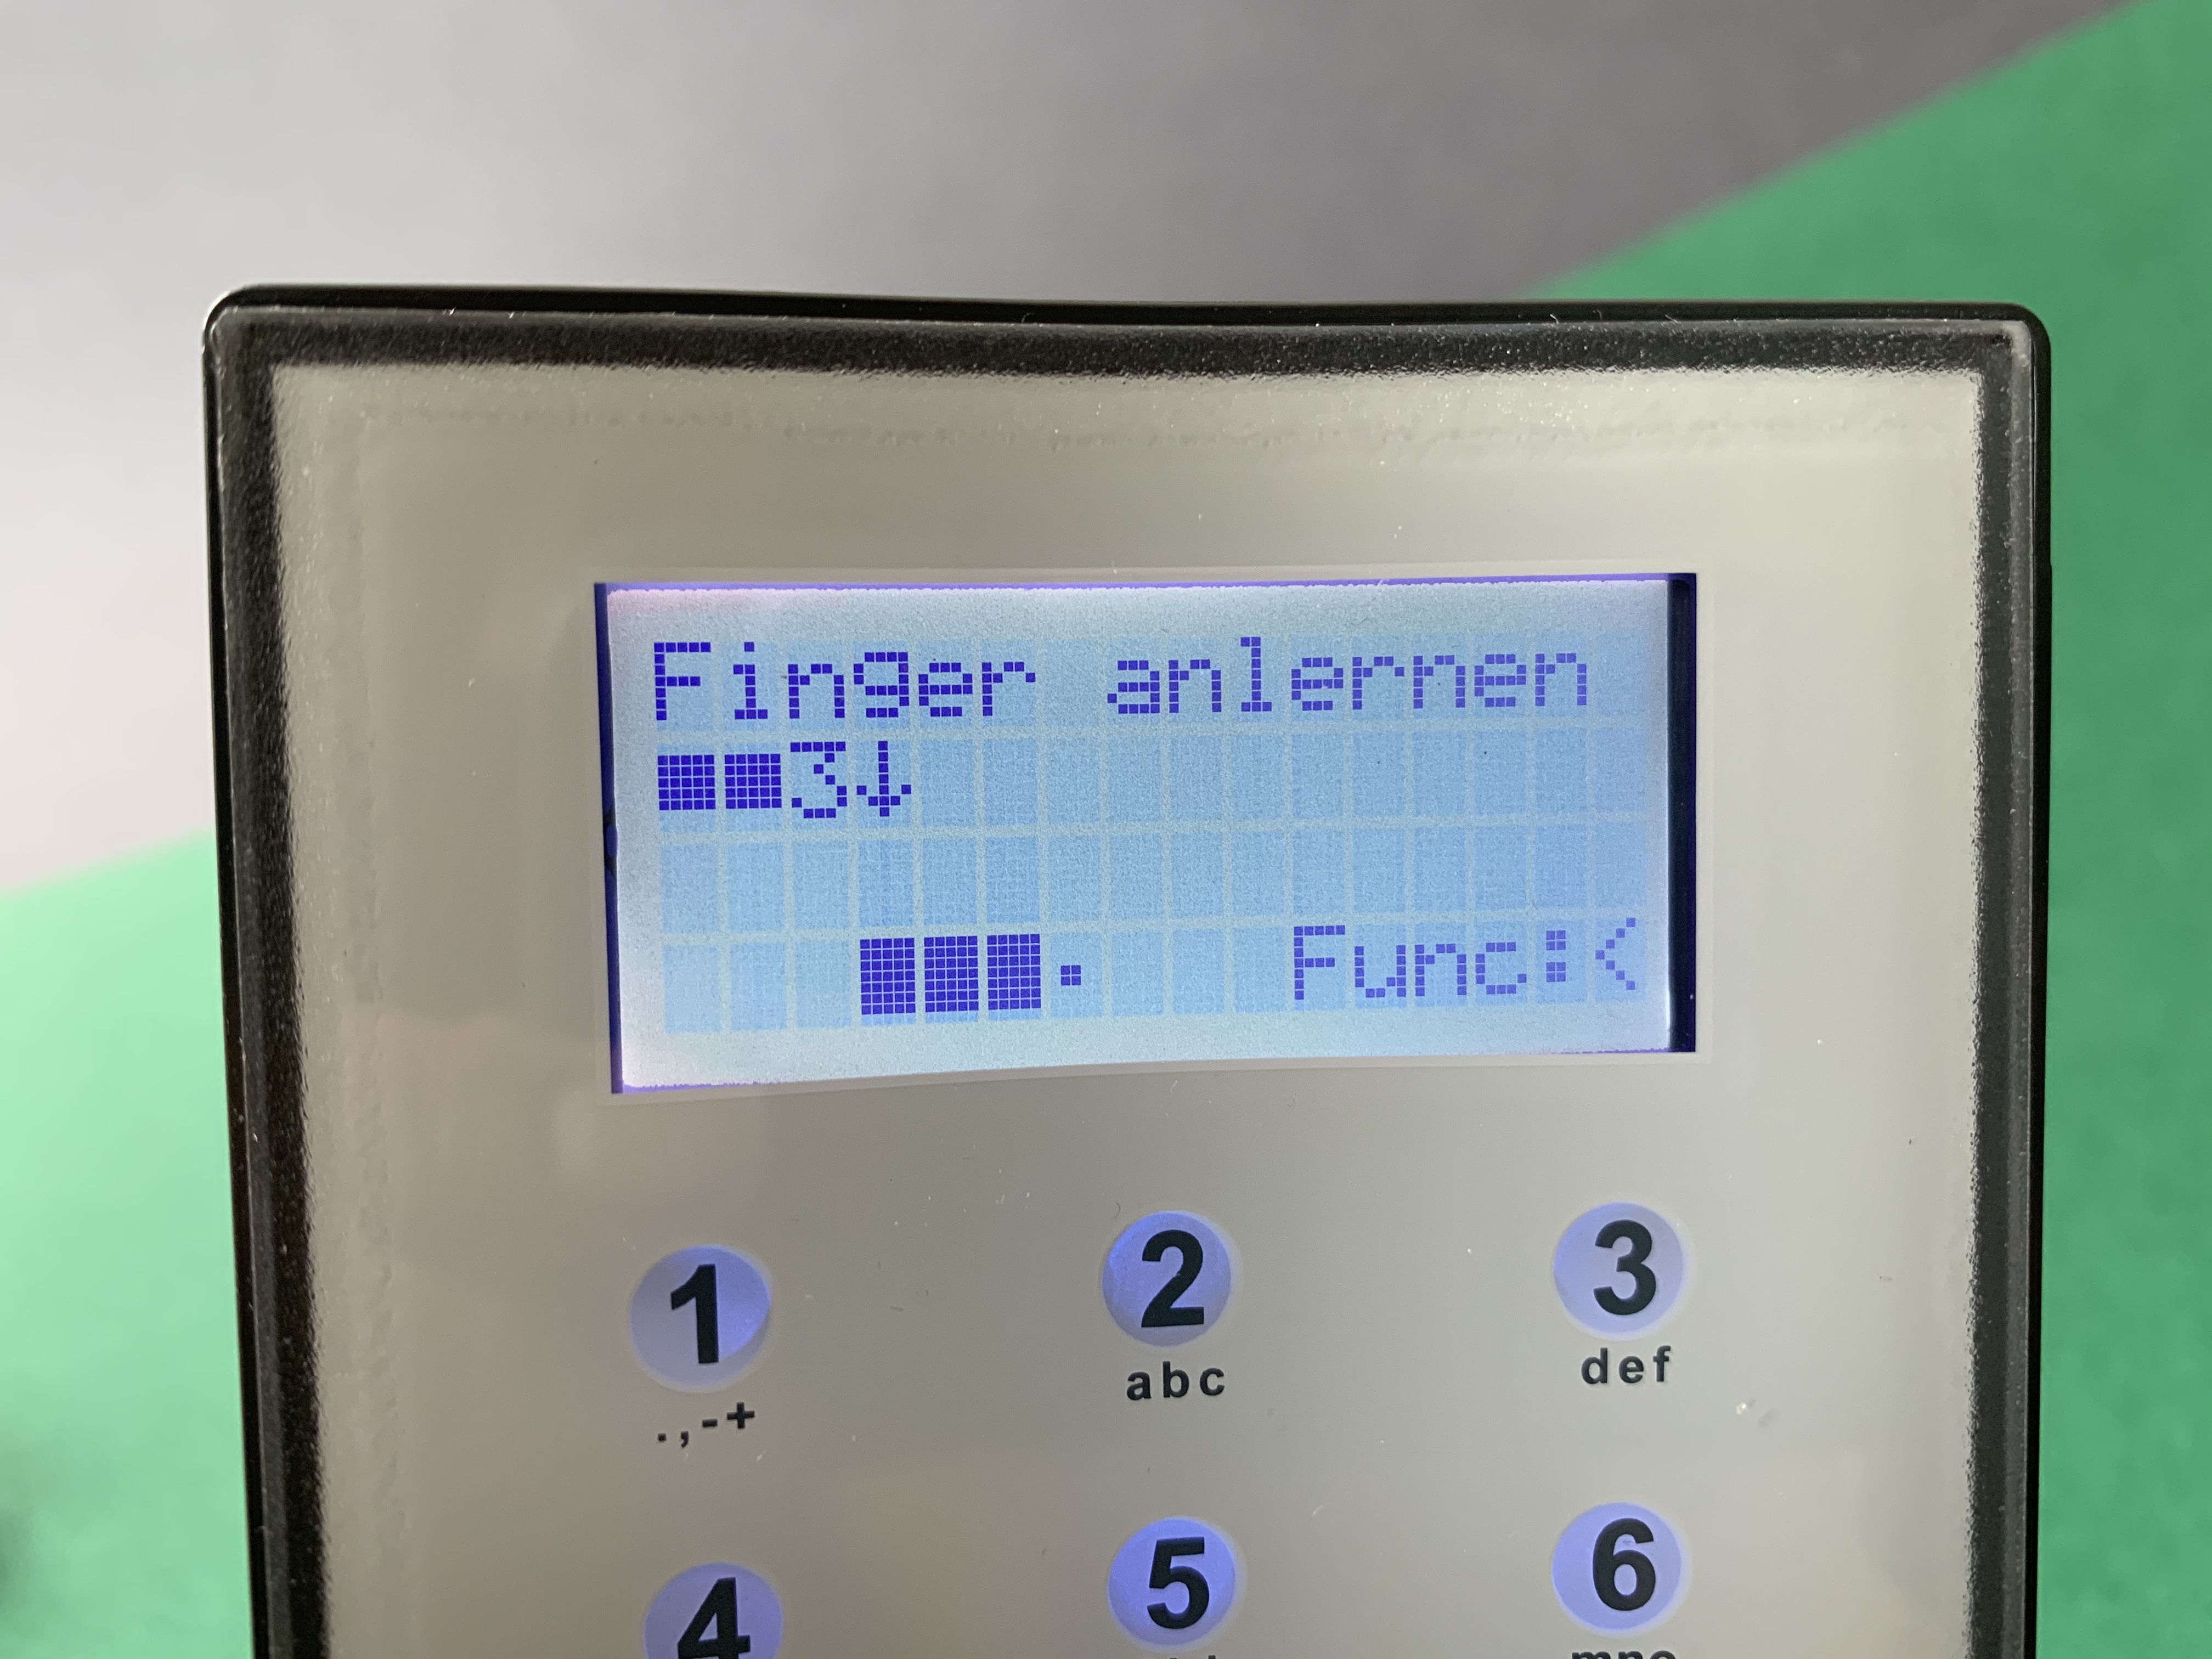 Finger anlernen
■■3↓
■■■· Func:<
1 2 3
.,-+ abc def
4 5 6